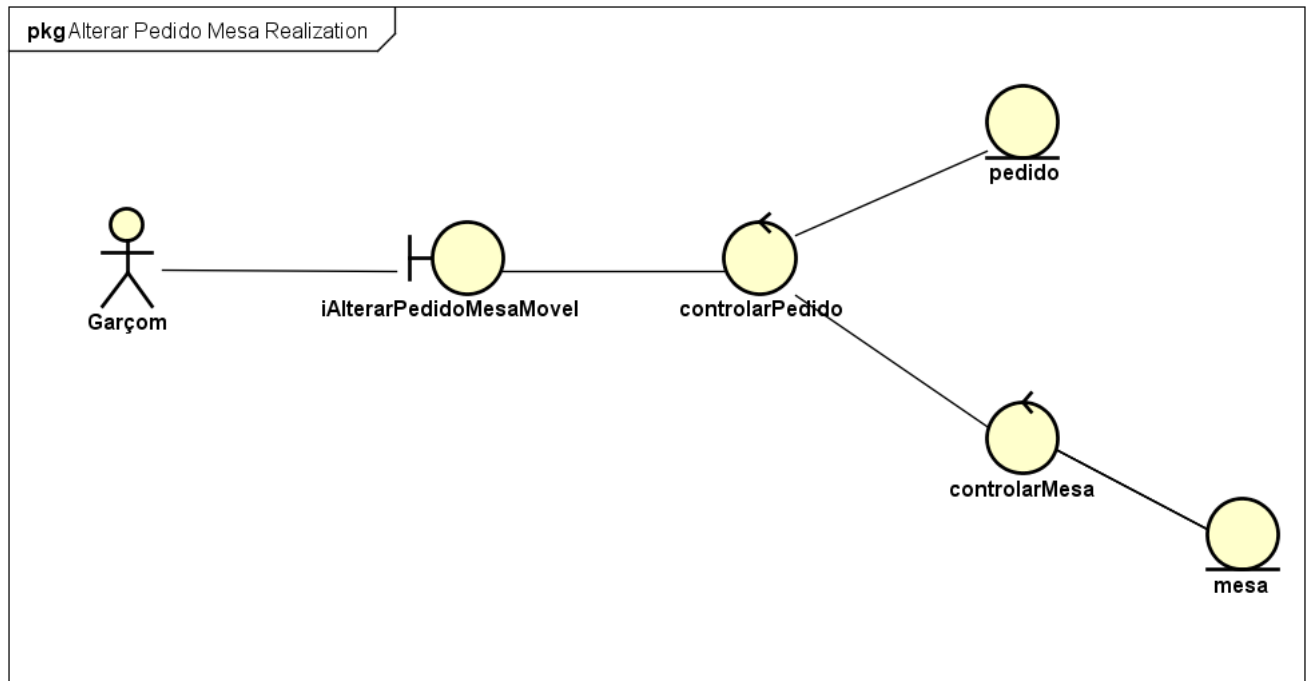 pkg Alterar Pedido Mesa Realization
pedido
Garçom
iAlterarPedidoMesaMovel
controlarPedido
controlarMesa
mesa